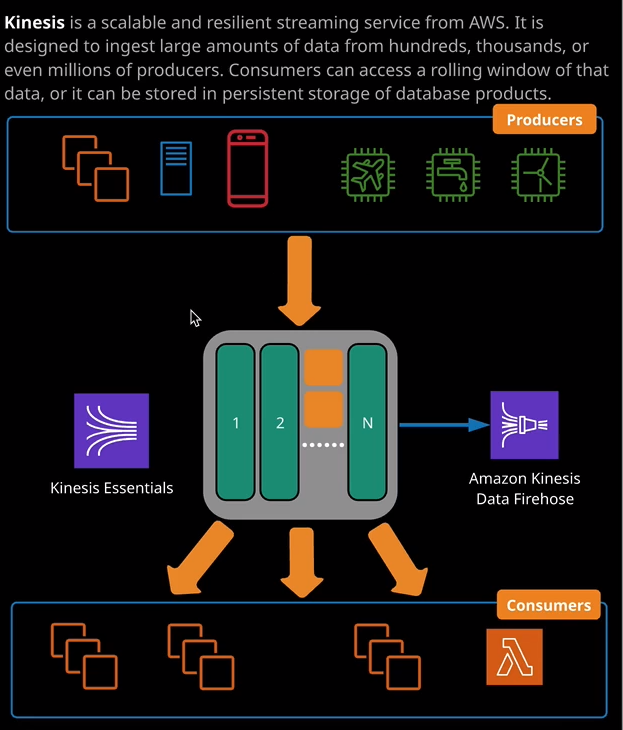 Kinesis is a scalable and resilient streaming service from AWS. It is
designed to ingest large amounts of data from hundreds, thousands, or
even millions of producers. Consumers can access a rolling window of that
data, or it can be stored in persistent storage of database products.
Producers
1
2
N
Kinesis Essentials
Amazon Kinesis
Data Firehose
Consumers